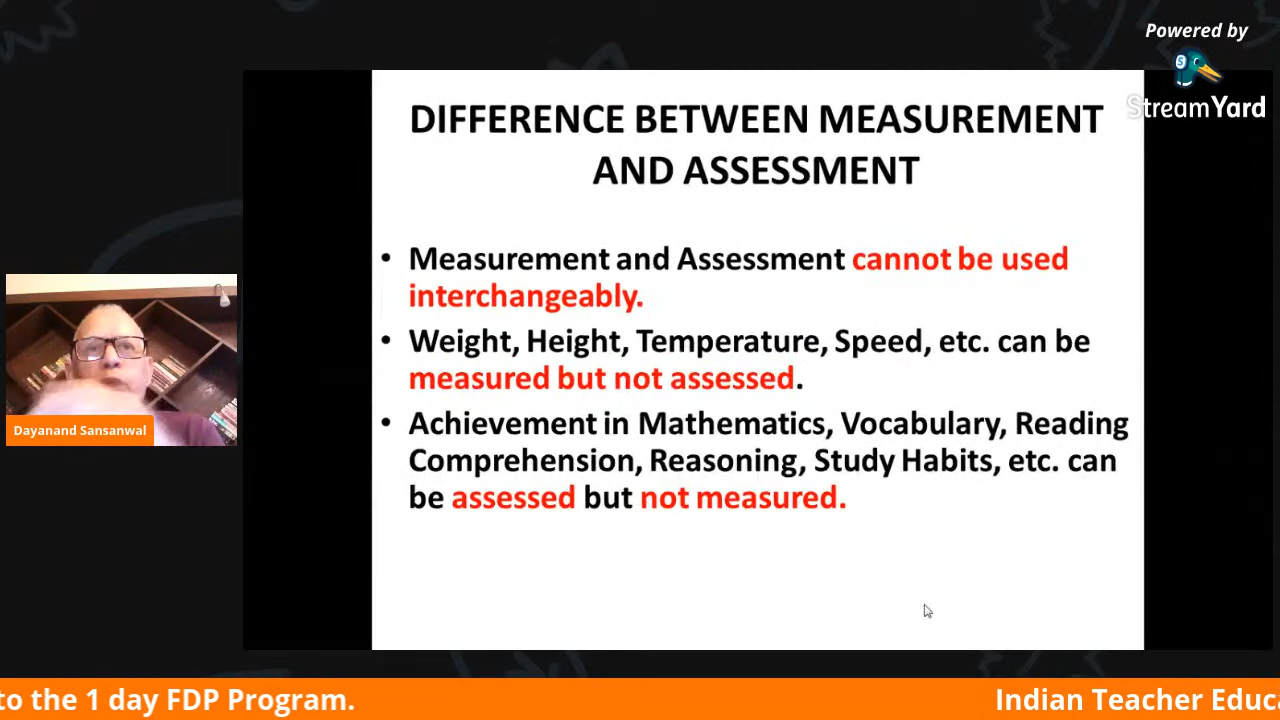 Powered by
StreamYard
DIFFERENCE BETWEEN MEASUREMENT
AND ASSESSMENT
• Measurement and Assessment cannot be used
interchangeably.
• Weight, Height, Temperature, Speed, etc. can be
measured but not assessed.
• Achievement in Mathematics, Vocabulary, Reading
Comprehension, Reasoning, Study Habits, etc. can
be assessed but not measured.
Dayanand Sansanwal
to the 1 day FDP Program.
Indian Teacher Educa